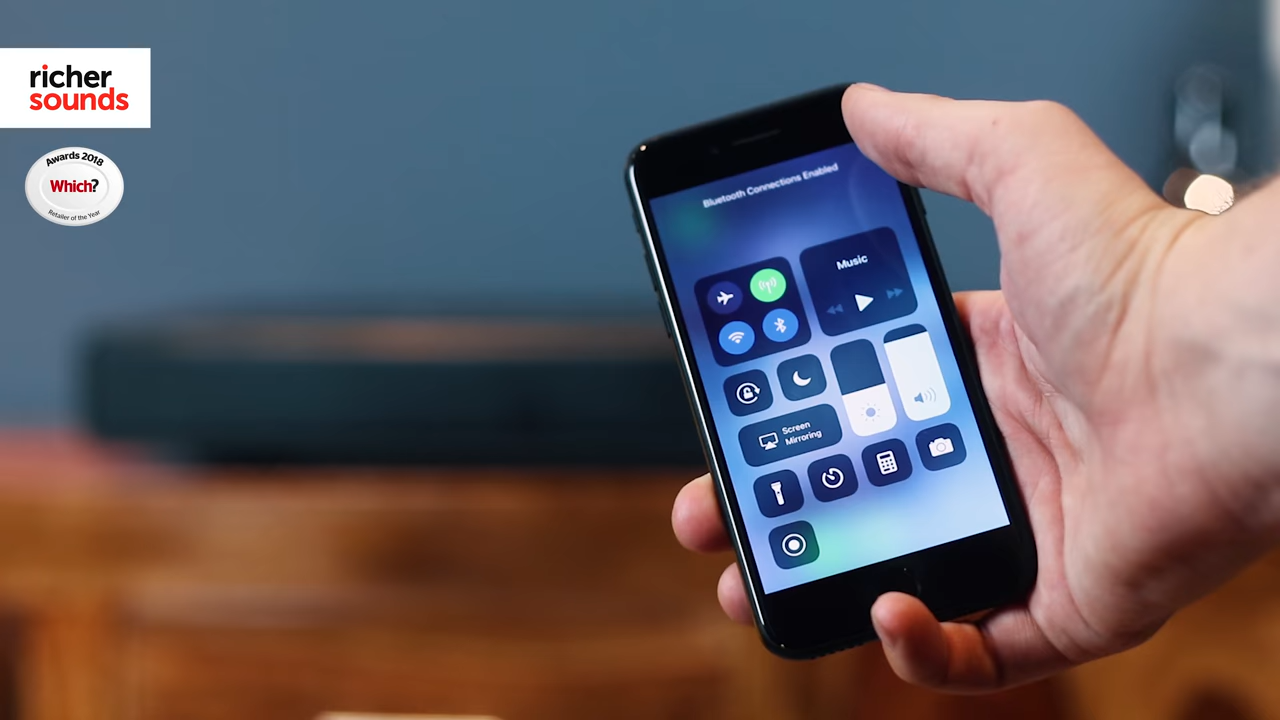 richer
sounds
Awards 2018
Which?
Retailer of the Year
Bluetooth Connections Enabled
Music
Screen
Mirroring